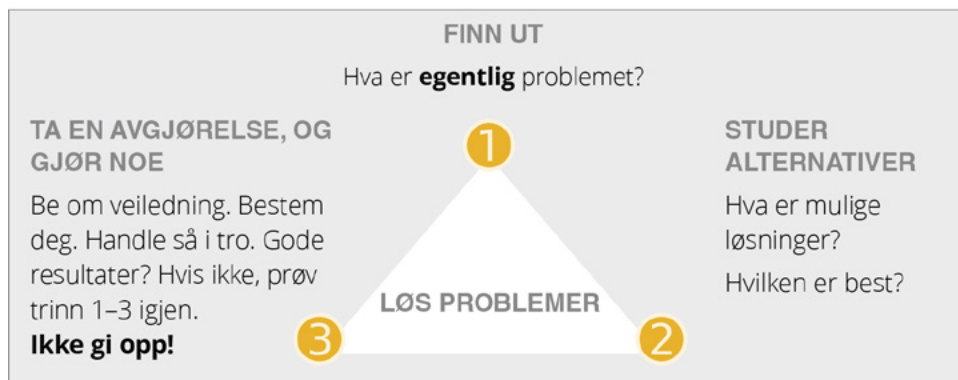 FINN UT
Hva er egentlig problemet?
1
STUDER
ALTERNATIVER
Hva er mulige
løsninger?
Hvilken er best?
2
TA EN AVGJØRELSE, OG
GJØR NOE
Be om veiledning. Bestem
deg. Handle så i tro. Gode
resultater? Hvis ikke, prøv
trinn 1–3 igjen.
Ikke gi opp!
3
LØS PROBLEMER